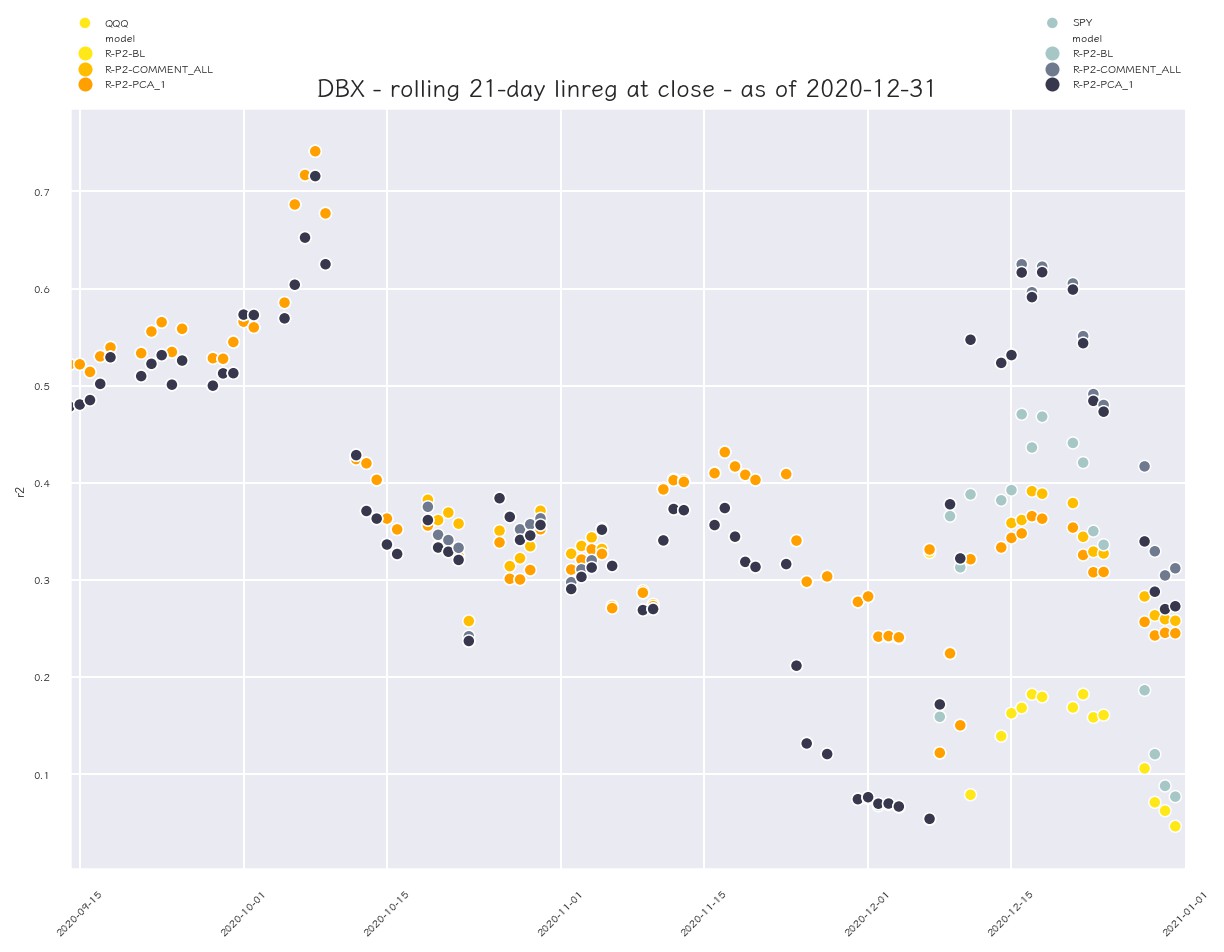 QQQ
model
R-P2-BL
R-P2-COMMENT_ALL
R-P2-PCA_1
SPY
model
R-P2-BL
R-P2-COMMENT_ALL
R-P2-PCA_1
DBX - rolling 21-day linreg at close - as of 2020-12-31
r2
0.7
0.6
0.5
0.4
0.3
0.2
0.1
2020-09-15
2020-10-01
2020-10-15
2020-11-01
2020-11-15
2020-12-01
2020-12-15
2021-01-01